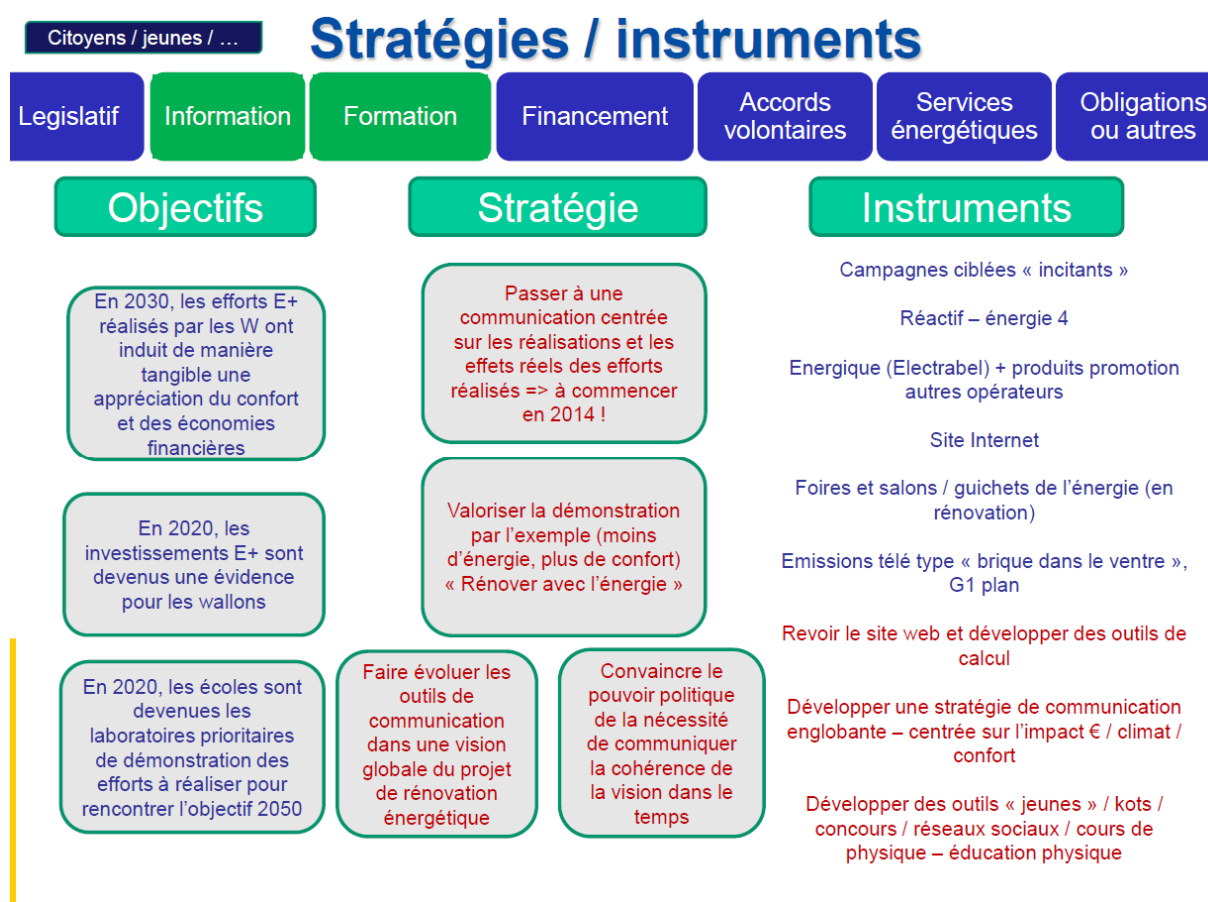 Citoyens / jeunes / …
Stratégies / instruments
Legislatif
Information
Formation
Financement
Accords
volontaires
Services
énergétiques
Obligations
ou autres
Objectifs
Stratégie
Instruments
En 2030, les efforts E+
réalisés par les W ont
induit de manière
tangible une
appréciation du confort
et des économies
financières
En 2020, les
investissements E+ sont
devenus une évidence
pour les wallons
En 2020, les écoles sont
devenues les
laboratoires prioritaires
de démonstration des
efforts à réaliser pour
rencontrer l’objectif 2050
Passer à une
communication centrée
sur les réalisations et les
effets réels des efforts
réalisés => à commencer
en 2014 !
Valoriser la démonstration
par l’exemple (moins
d’énergie, plus de confort)
« Rénover avec l’énergie »
Faire évoluer les
outils de
communication
dans une vision
globale du projet
de rénovation
énergétique
Convaincre le
pouvoir politique
de la nécessité
de communiquer
la cohérence de
la vision dans le
temps
Campagnes ciblées « incitants »
Réactif – énergie 4
Energique (Electrabel) + produits promotion
autres opérateurs
Site Internet
Foires et salons / guichets de l’énergie (en
rénovation)
Emissions télé type « brique dans le ventre »,
G1 plan
Revoir le site web et développer des outils de
calcul
Développer une stratégie de communication
englobante – centrée sur l’impact € / climat /
confort
Développer des outils « jeunes » / kots /
concours / réseaux sociaux / cours de
physique – éducation physique